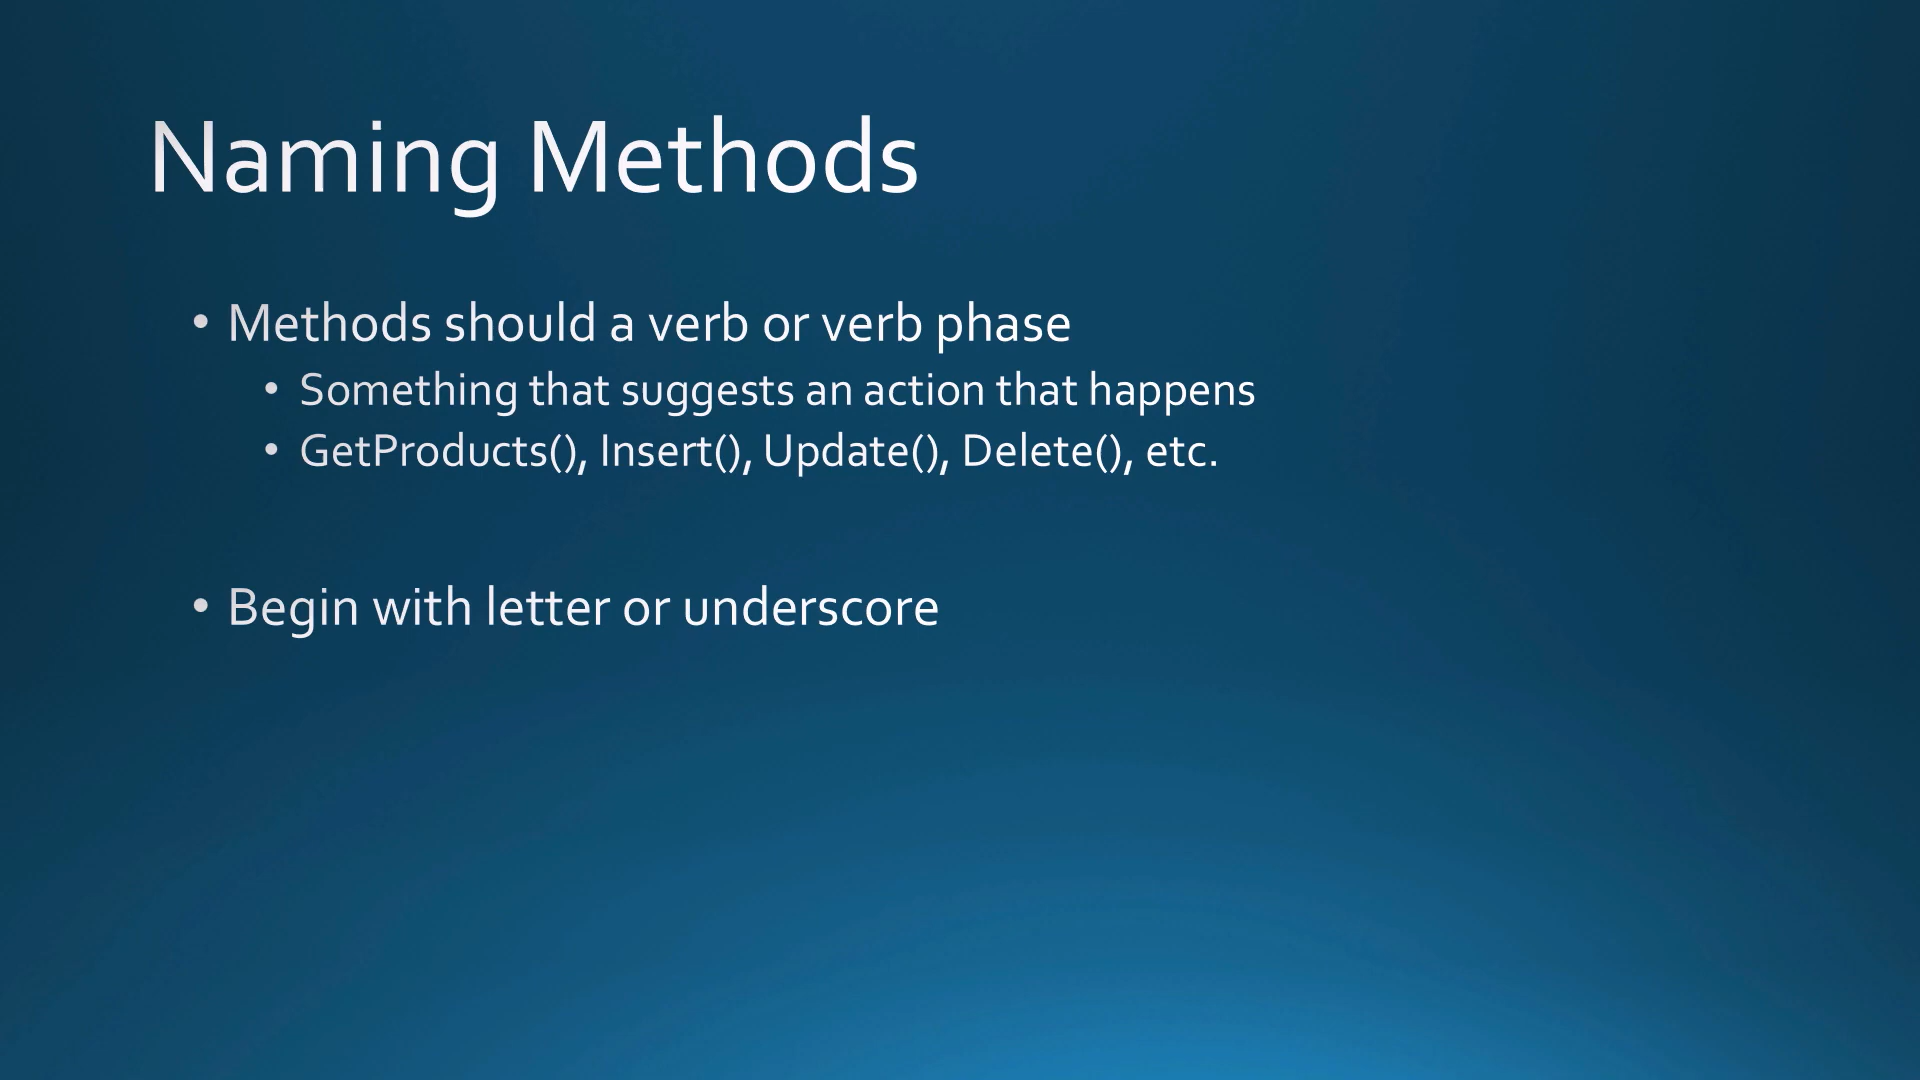 Naming Methods
• Methods should a verb or verb phase
• Something that suggests an action that happens
• GetProducts(), Insert(), Update(), Delete(), etc.
• Begin with letter or underscore